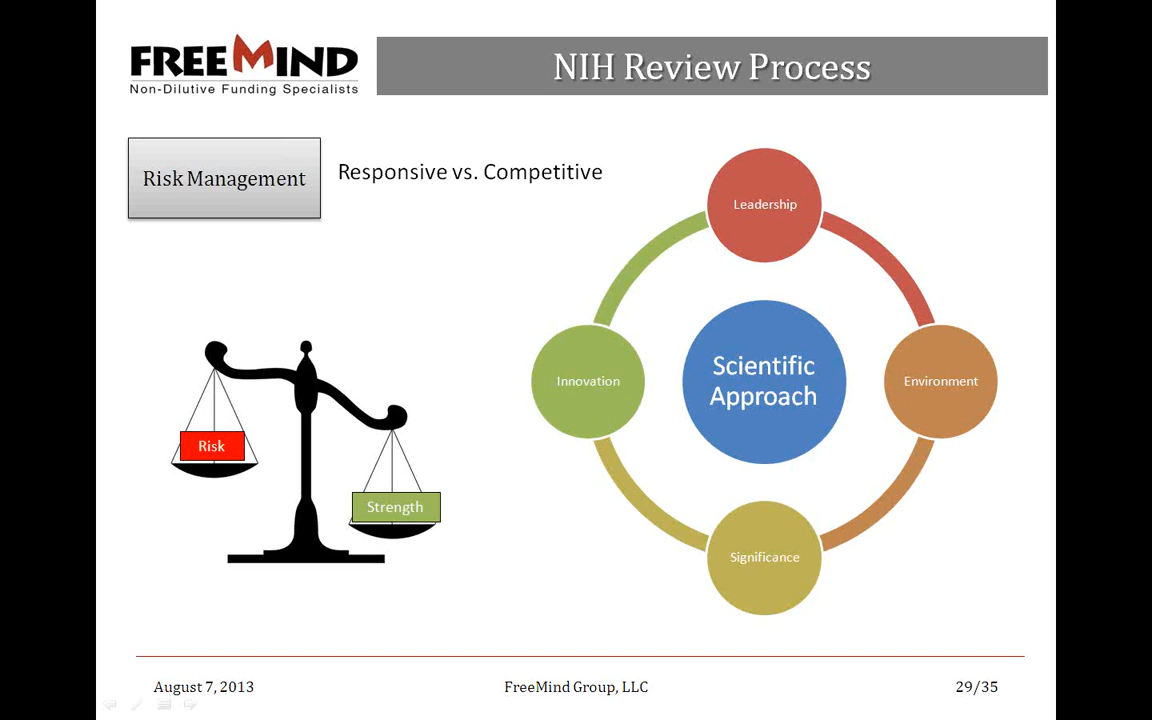 FREEMIND
Non-Dilutive Funding Specialists
NIH Review Process
Risk Management
Responsive vs. Competitive
Leadership
Innovation
Scientific
Approach
Environment
Significance
Risk
Strength
August 7, 2013
FreeMind Group, LLC
29/35